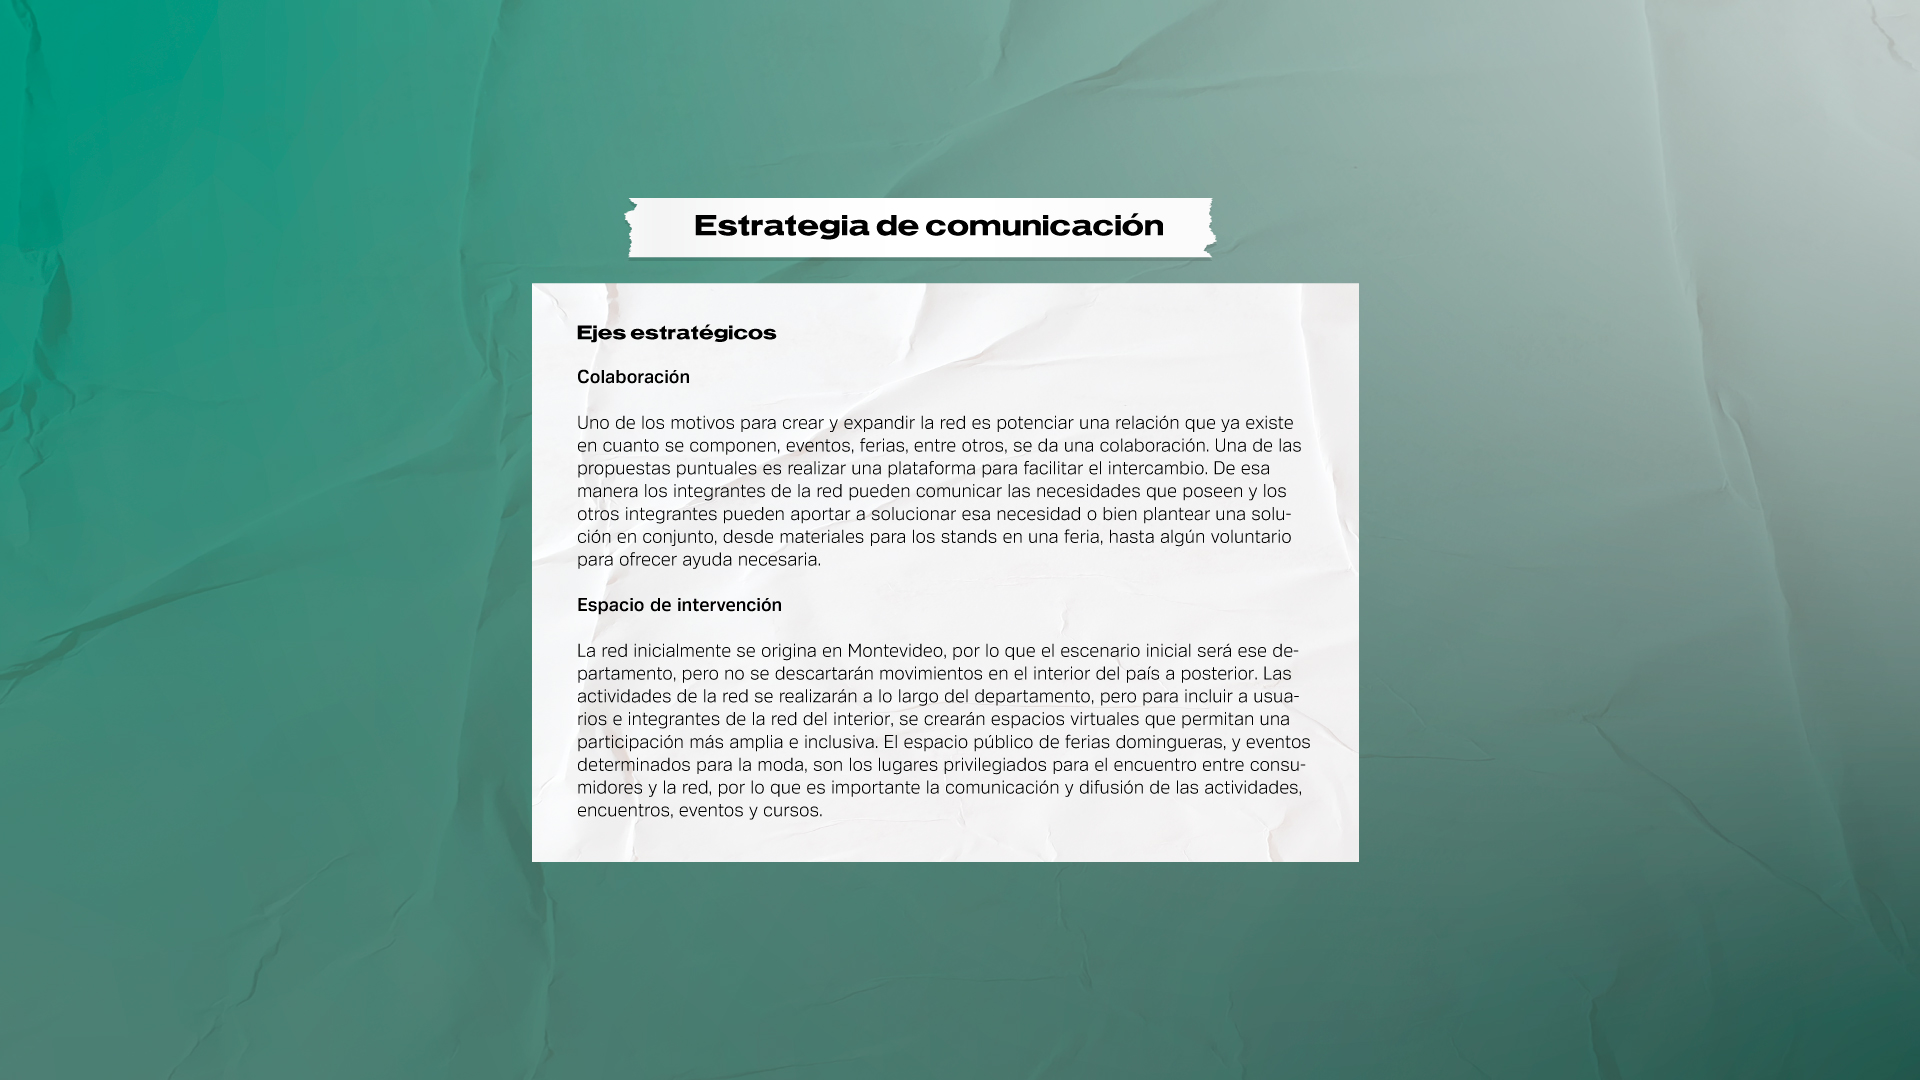 Estrategia de comunicación
Ejes estratégicos
Colaboración
Uno de los motivos para crear y expandir la red es potenciar una relación que ya existe
en cuanto se componen, eventos, ferias, entre otros, se da una colaboración. Una de las
propuestas puntuales es realizar una plataforma para facilitar el intercambio. De esa
manera los integrantes de la red pueden comunicar las necesidades que poseen y los
otros integrantes pueden aportar a solucionar esa necesidad o bien plantear una solu-
ción en conjunto, desde materiales para los stands en una feria, hasta algún voluntario
para ofrecer ayuda necesaria.
Espacio de intervención
La red inicialmente se origina en Montevideo, por lo que el escenario inicial será ese de-
partamento, pero no se descartarán movimientos en el interior del país a posterior. Las
actividades de la red se realizarán a lo largo del departamento, pero para incluir a usua-
rios e integrantes de la red del interior, se crearán espacios virtuales que permitan una
participación más amplia e inclusiva. El espacio público de ferias domingueras, y eventos
determinados para la moda, son los lugares privilegiados para el encuentro entre consu-
midores y la red, por lo que es importante la comunicación y difusión de las actividades,
encuentros, eventos y cursos.